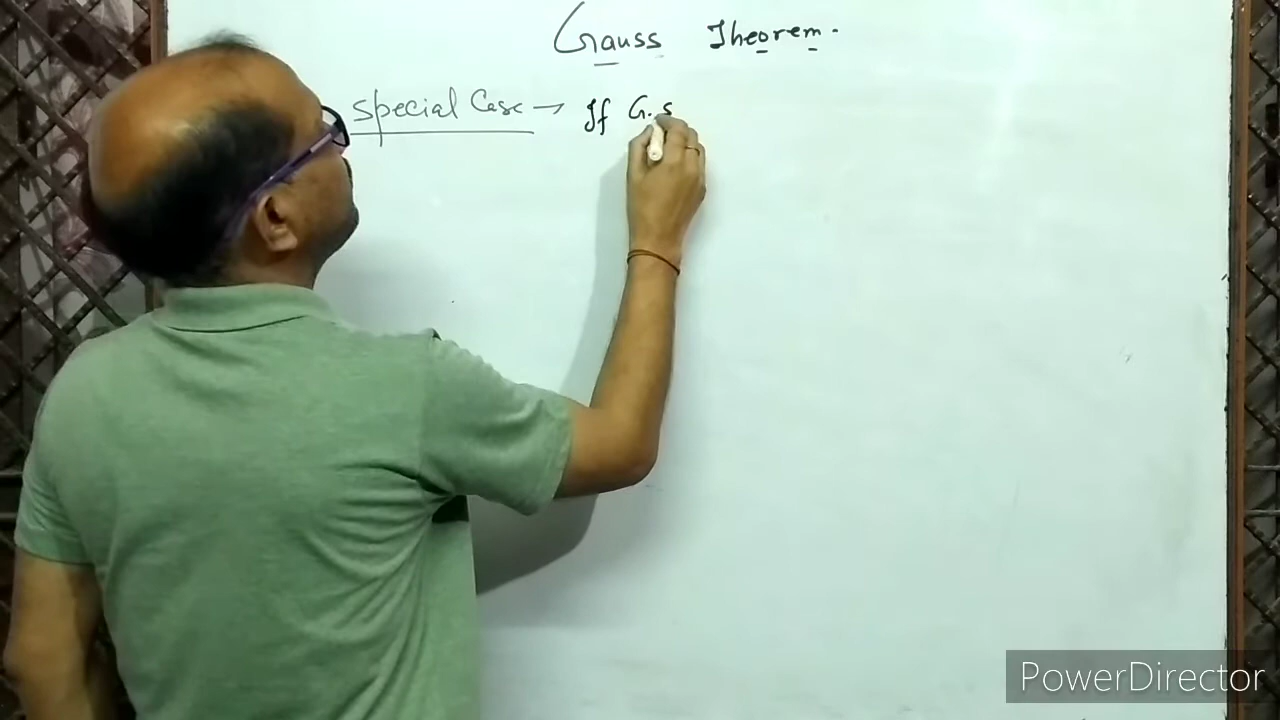 Gauss Theorem.
Special Case → If G.S
PowerDirector